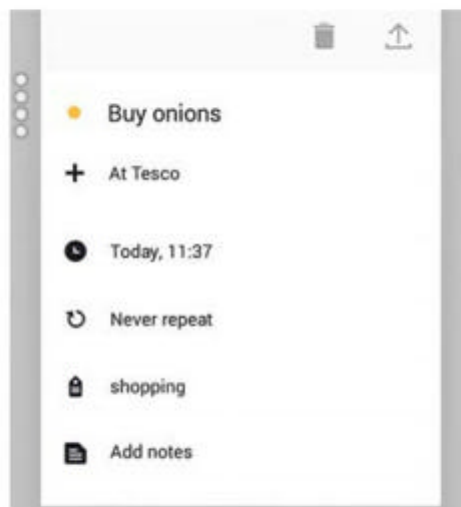 Buy onions
At Tesco
Today, 11:37
Never repeat
shopping
Add notes